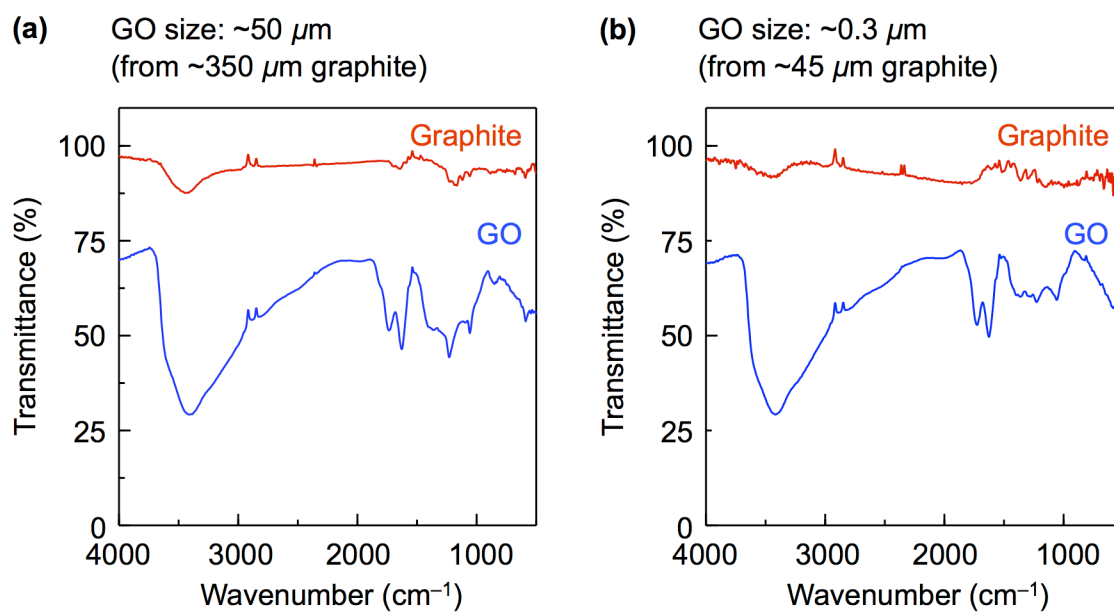 (a) GO size: ~50 µm
(from ~350 µm graphite)
100
75
50
25
0
Transmittance (%)
Graphite
GO
4000 3000 2000 1000
Wavenumber (cm⁻¹)
(b) GO size: ~0.3 µm
(from ~45 µm graphite)
100
75
50
25
0
Transmittance (%)
Graphite
GO
4000 3000 2000 1000
Wavenumber (cm⁻¹)